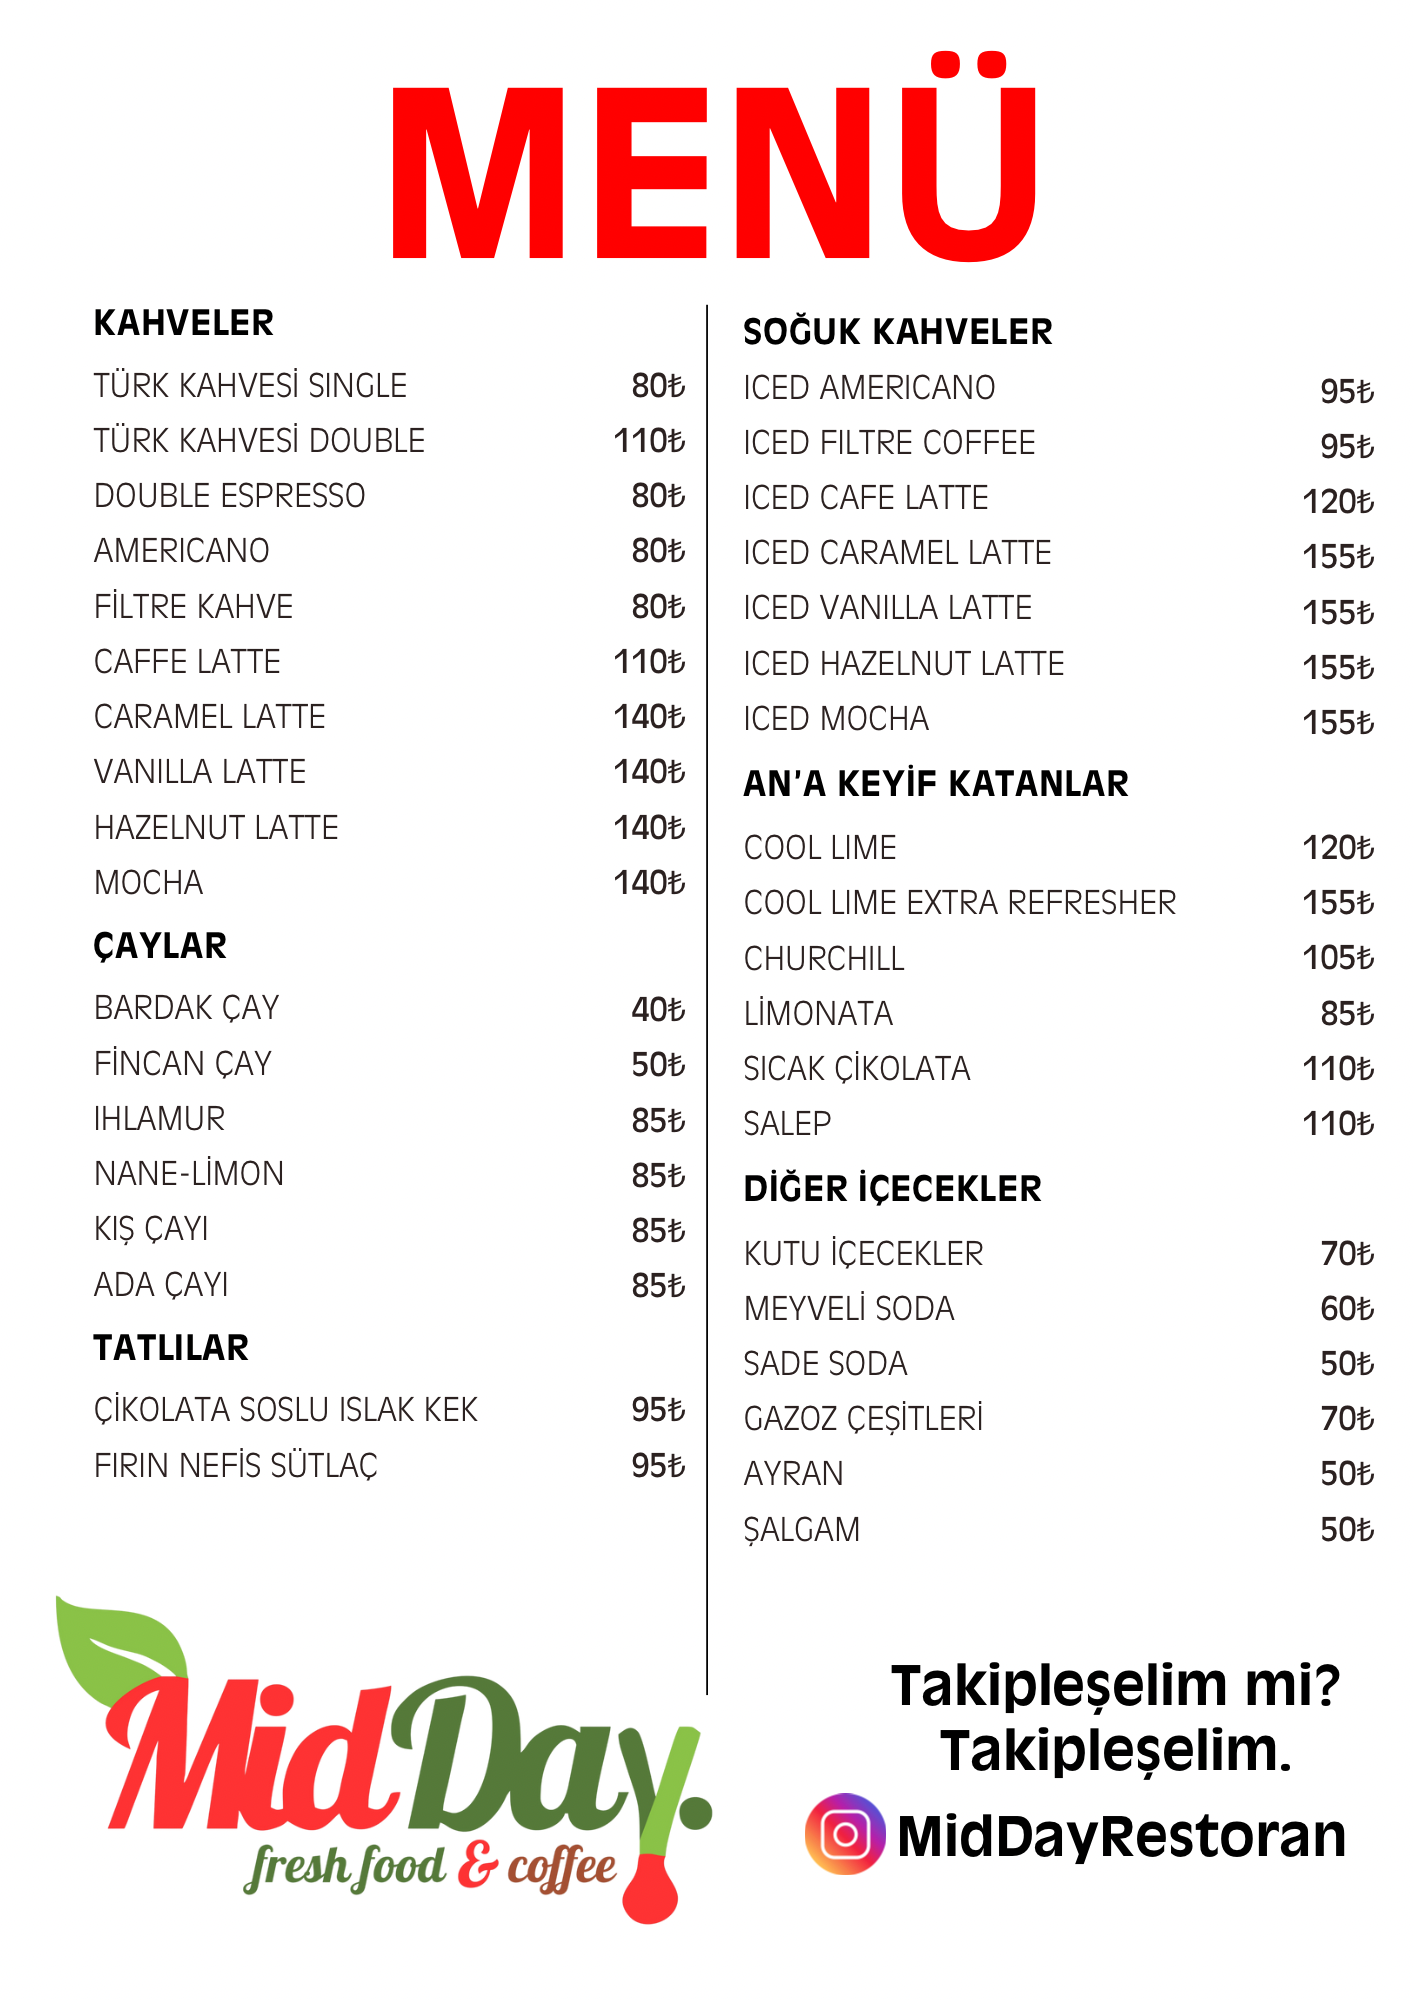 MENÜ
KAHVELER
TÜRK KAHVESİ SINGLE 80₺
TÜRK KAHVESİ DOUBLE 110₺
DOUBLE ESPRESSO 80₺
AMERICANO 80₺
FİLTRE KAHVE 80₺
CAFFE LATTE 110₺
CARAMEL LATTE 140₺
VANILLA LATTE 140₺
HAZELNUT LATTE 140₺
MOCHA 140₺
ÇAYLAR
BARDAK ÇAY 40₺
FİNCAN ÇAY 50₺
IHLAMUR 85₺
NANE-LİMON 85₺
KIŞ ÇAYI 85₺
ADA ÇAYI 85₺
TATLILAR
ÇİKOLATA SOSLU ISLAK KEK 95₺
FIRIN NEFİS SÜTLAÇ 95₺
SOĞUK KAHVELER
ICED AMERICANO 95₺
ICED FILTRE COFFEE 95₺
ICED CAFE LATTE 120₺
ICED CARAMEL LATTE 155₺
ICED VANILLA LATTE 155₺
ICED HAZELNUT LATTE 155₺
ICED MOCHA 155₺
AN'A KEYİF KATANLAR
COOL LIME 120₺
COOL LIME EXTRA REFRESHER 155₺
CHURCHILL 105₺
LİMONATA 85₺
SICAK ÇİKOLATA 110₺
SALEP 110₺
DİĞER İÇECEKLER
KUTU İÇECEKLER 70₺
MEYVELİ SODA 60₺
SADE SODA 50₺
GAZOZ ÇEŞİTLERİ 70₺
AYRAN 50₺
ŞALGAM 50₺
MidDay.
fresh food & coffee
Takipleşelim mi?
Takipleşelim.
MidDayRestoran